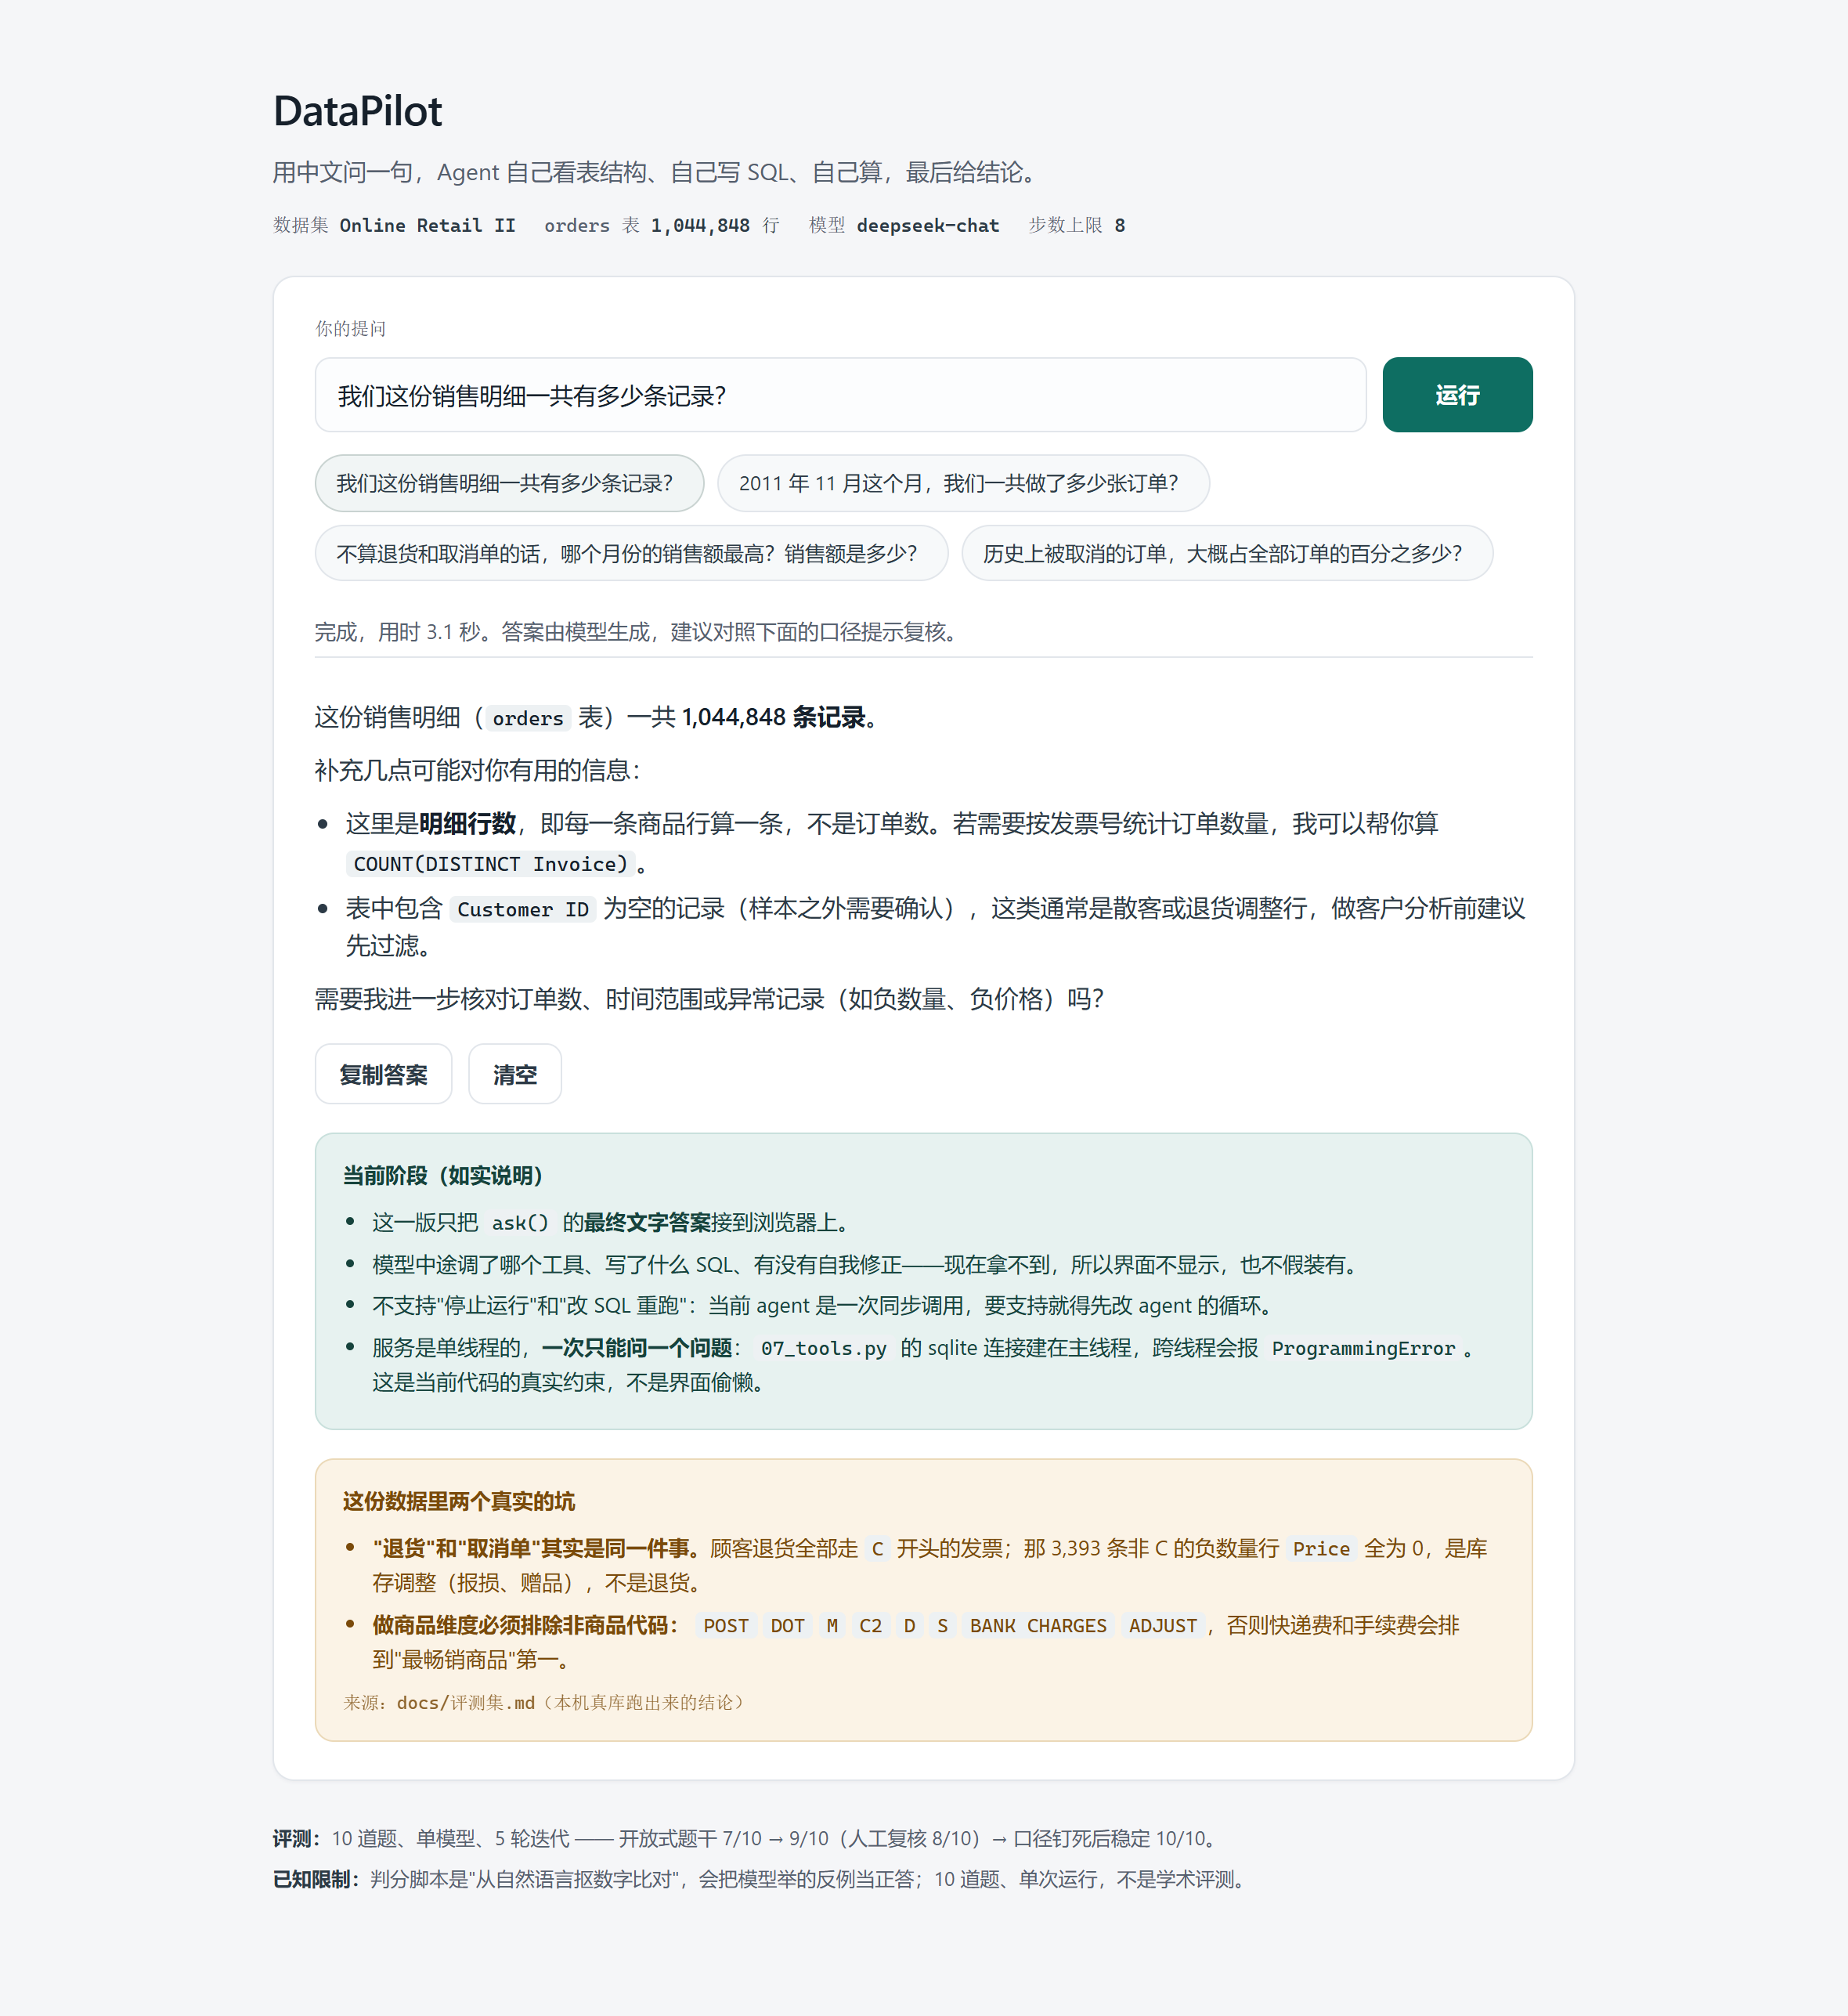 DataPilot
用中文问一句，Agent 自己看表结构、自己写 SQL、自己算，最后给结论。
数据集 Online Retail II orders 表 1,044,848 行 模型 deepseek-chat 步数上限 8
你的提问
我们这份销售明细一共有多少条记录？
运行
我们这份销售明细一共有多少条记录？
2011 年 11 月这个月，我们一共做了多少张订单？
不算退货和取消单的话，哪个月份的销售额最高？销售额是多少？
历史上被取消的订单，大概占全部订单的百分之多少？
完成，用时 3.1 秒。答案由模型生成，建议对照下面的口径提示复核。
这份销售明细（orders 表）一共 1,044,848 条记录。
补充几点可能对你有用的信息：
• 这里是明细行数，即每一条商品行算一条，不是订单数。若需要按发票号统计订单数量，我可以帮你算
COUNT(DISTINCT Invoice)。
• 表中包含 Customer ID 为空的记录（样本之外需要确认），这类通常是散客或退货调整行，做客户分析前建议
先过滤。
需要我进一步核对订单数、时间范围或异常记录（如负数量、负价格）吗？
复制答案
清空
当前阶段（如实说明）
• 这一版只把 ask() 的最终文字答案接到浏览器上。
• 模型中途调了哪个工具、写了什么 SQL、有没有自我修正——现在拿不到，所以界面不显示，也不假装有。
• 不支持"停止运行"和"改 SQL 重跑"：当前 agent 是一次同步调用，要支持就得先改 agent 的循环。
• 服务是单线程的，一次只能问一个问题：07_tools.py 的 sqlite 连接建在主线程，跨线程会报 ProgrammingError。
这是当前代码的真实约束，不是界面偷懒。
这份数据里两个真实的坑
• "退货"和"取消单"其实是同一件事。顾客退货全部走 C 开头的发票；那 3,393 条非 C 的负数量行 Price 全为 0，是库
存调整（报损、赠品），不是退货。
• 做商品维度必须排除非商品代码： POST DOT M C2 D S BANK CHARGES ADJUST，否则快递费和手续费会排
到"最畅销商品"第一。
来源：docs/评测集.md（本机真库跑出来的结论）
评测：10 道题、单模型、5 轮迭代 —— 开放式题干 7/10 → 9/10（人工复核 8/10）→ 口径钉死后稳定 10/10。
已知限制：判分脚本是"从自然语言抠数字比对"，会把模型举的反例当正答；10 道题、单次运行，不是学术评测。